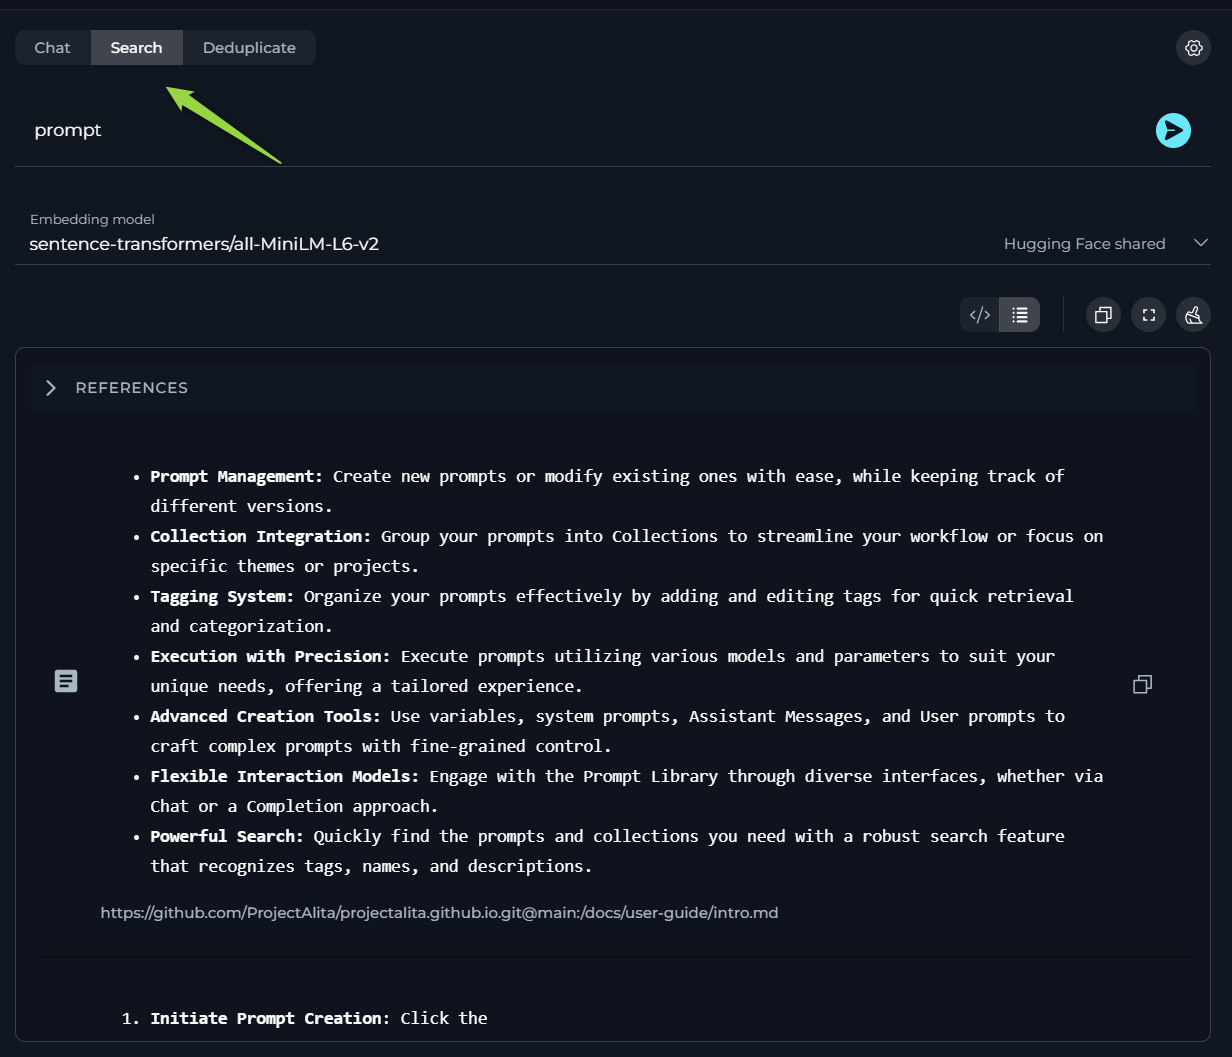 Chat Search Deduplicate
prompt
Embedding model
sentence-transformers/all-MiniLM-L6-v2 Hugging Face shared
</>
REFERENCES
• Prompt Management: Create new prompts or modify existing ones with ease, while keeping track of
different versions.
• Collection Integration: Group your prompts into Collections to streamline your workflow or focus on
specific themes or projects.
• Tagging System: Organize your prompts effectively by adding and editing tags for quick retrieval
and categorization.
• Execution with Precision: Execute prompts utilizing various models and parameters to suit your
unique needs, offering a tailored experience.
• Advanced Creation Tools: Use variables, system prompts, Assistant Messages, and User prompts to
craft complex prompts with fine-grained control.
• Flexible Interaction Models: Engage with the Prompt Library through diverse interfaces, whether via
Chat or a Completion approach.
• Powerful Search: Quickly find the prompts and collections you need with a robust search feature
that recognizes tags, names, and descriptions.
https://github.com/ProjectAlita/projectalita.github.io.git@main:/docs/user-guide/intro.md
1. Initiate Prompt Creation: Click the